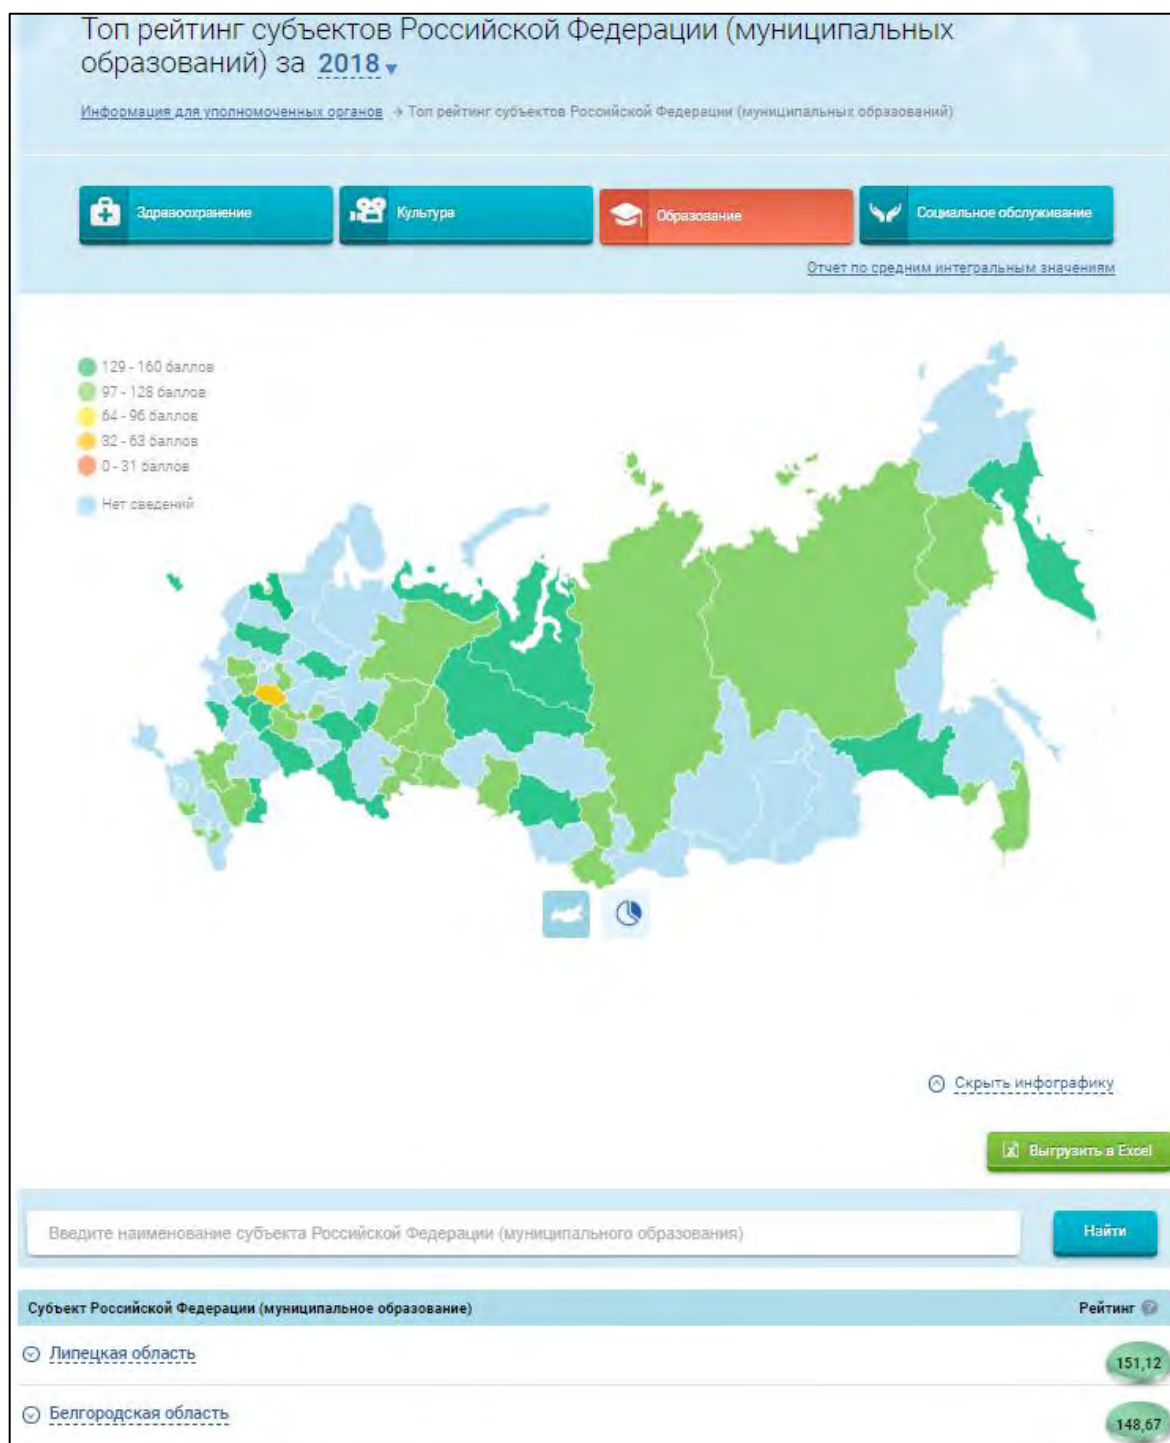 Топ рейтинг субъектов Российской Федерации (муниципальных
образований) за 2018
Информация для уполномоченных органов → Топ рейтинг субъектов Российской Федерации (муниципальных образований)
Здравоохранение
Культура
Образование
Социальное обслуживание
Отчет по средним интегральным значениям
129 - 160 баллов
97 - 128 баллов
64 - 96 баллов
32 - 63 баллов
0 - 31 баллов
Нет сведений
Скрыть инфографику
Выгрузить в Excel
Введите наименование субъекта Российской Федерации (муниципального образования)
Найти
Субъект Российской Федерации (муниципальное образование) Рейтинг ?
Липецкая область 151,12
Белгородская область 148,67